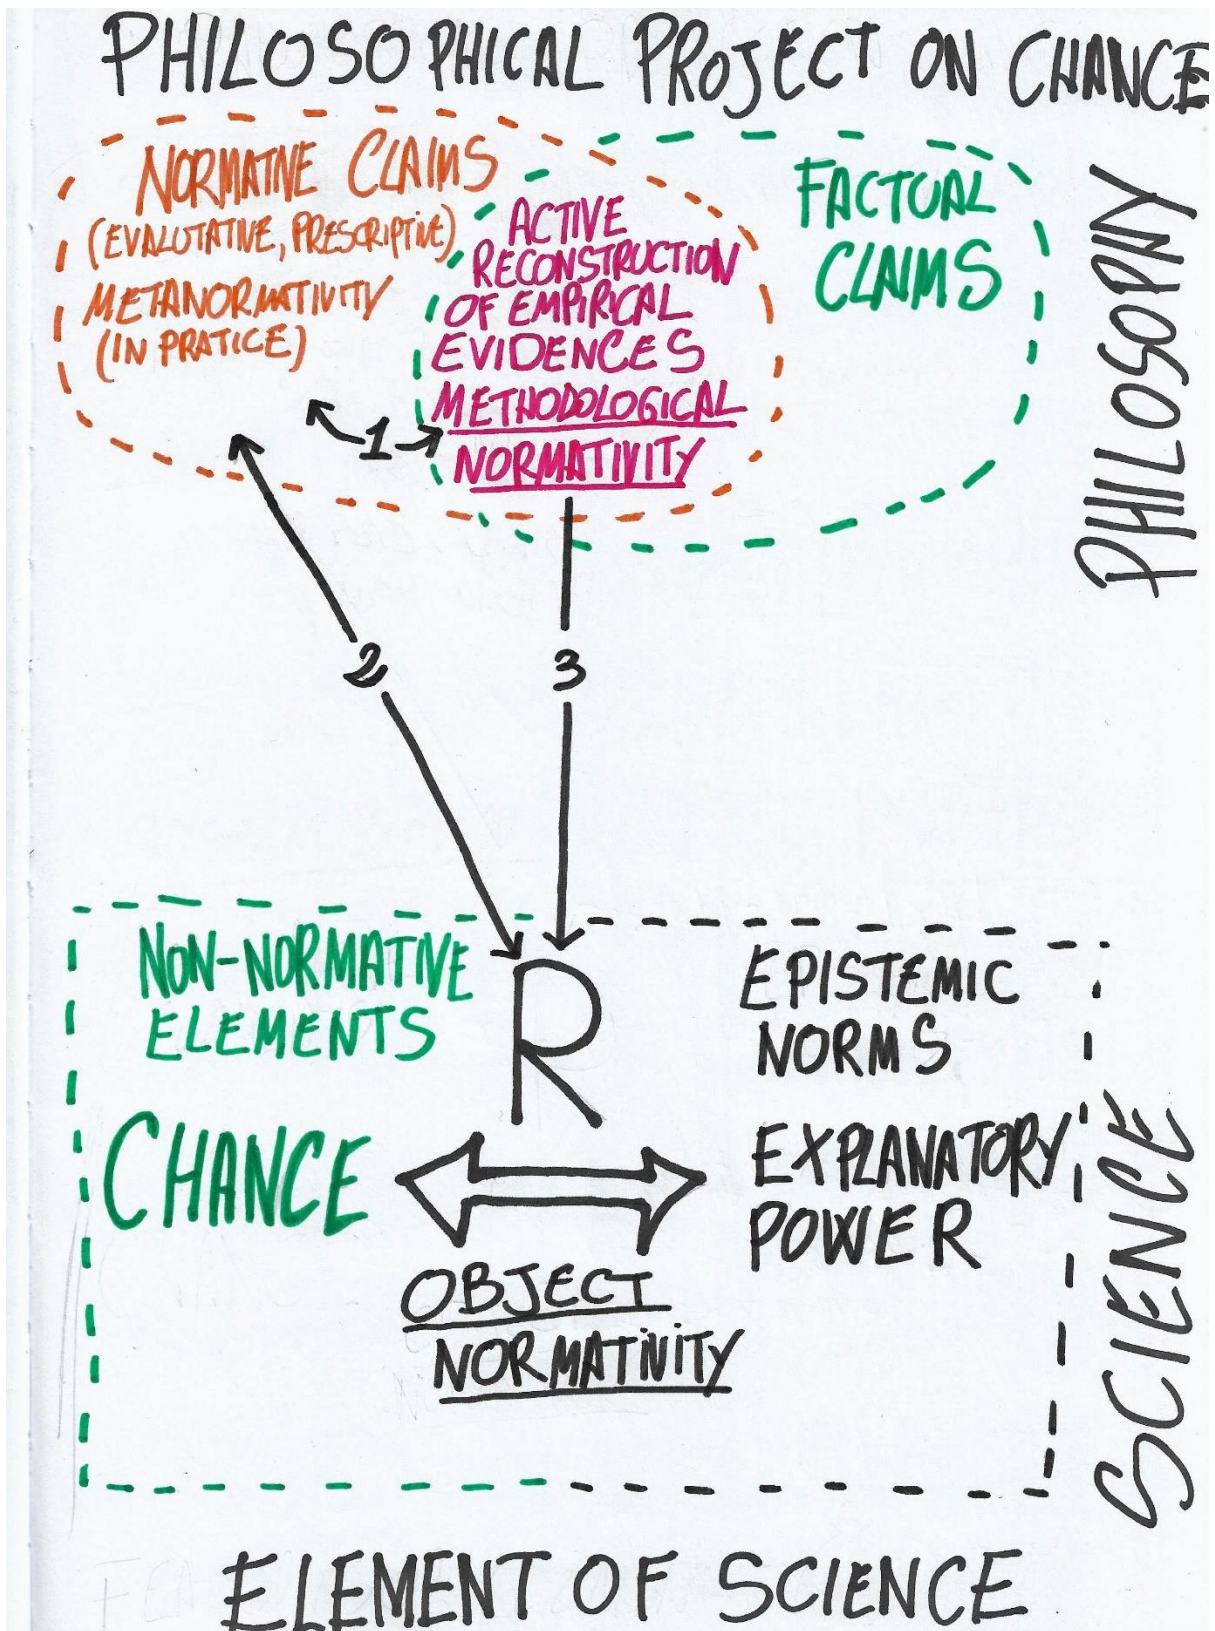 PHILOSOPHICAL PROJECT ON CHANCE
NORMATIVE CLAIMS
(EVALUTATIVE, PRESCRIPTIVE)
METANORMATIVITY
(IN PRATICE)
ACTIVE
RECONSTRUCTION
OF EMPIRICAL
EVIDENCES
METHODOLOGICAL
NORMATIVITY
FACTUAL
CLAIMS
PHILOSOPHY
1
2
3
NON-NORMATIVE
ELEMENTS
CHANCE
R
EPISTEMIC
NORMS
EXPLANATORY
POWER
OBJECT
NORMATIVITY
SCIENCE
ELEMENT OF SCIENCE